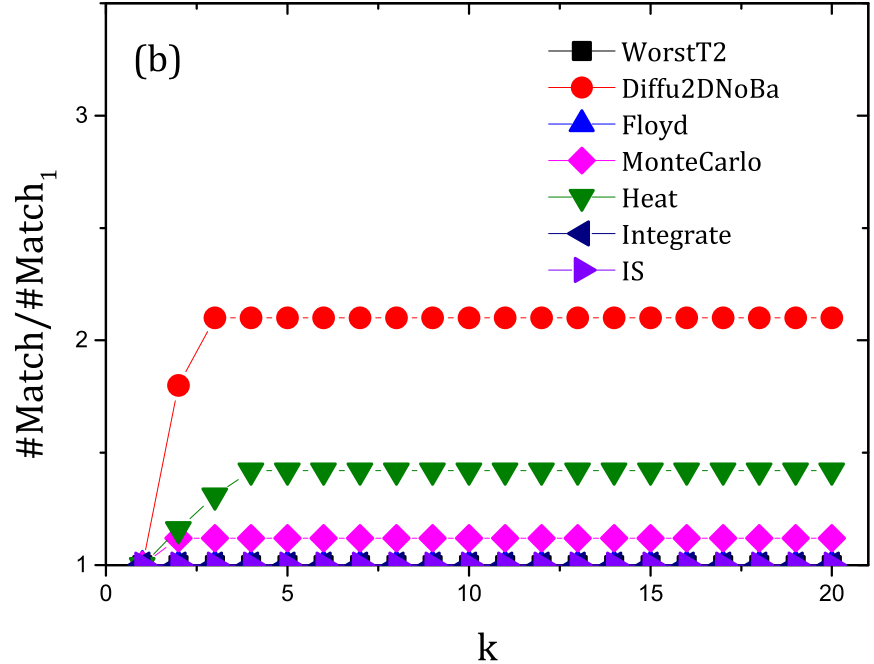 (b)
WorstT2
Diffu2DNoBa
Floyd
MonteCarlo
Heat
Integrate
IS
#Match/#Match₁
3
2
1
0
5
10
15
20
k